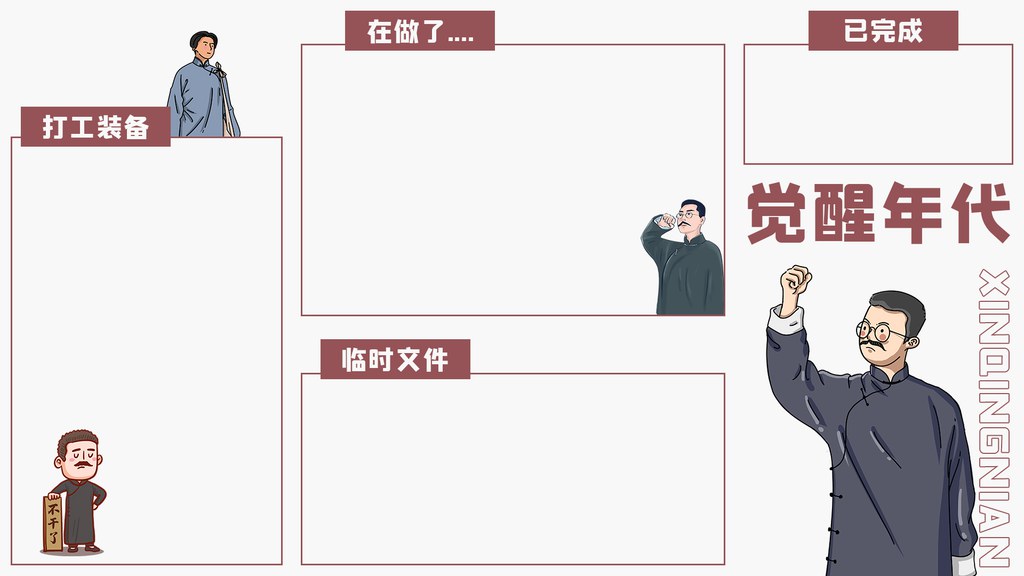 打工装备
不干了
在做了....
临时文件
已完成
觉醒年代
XINQINGNIAN